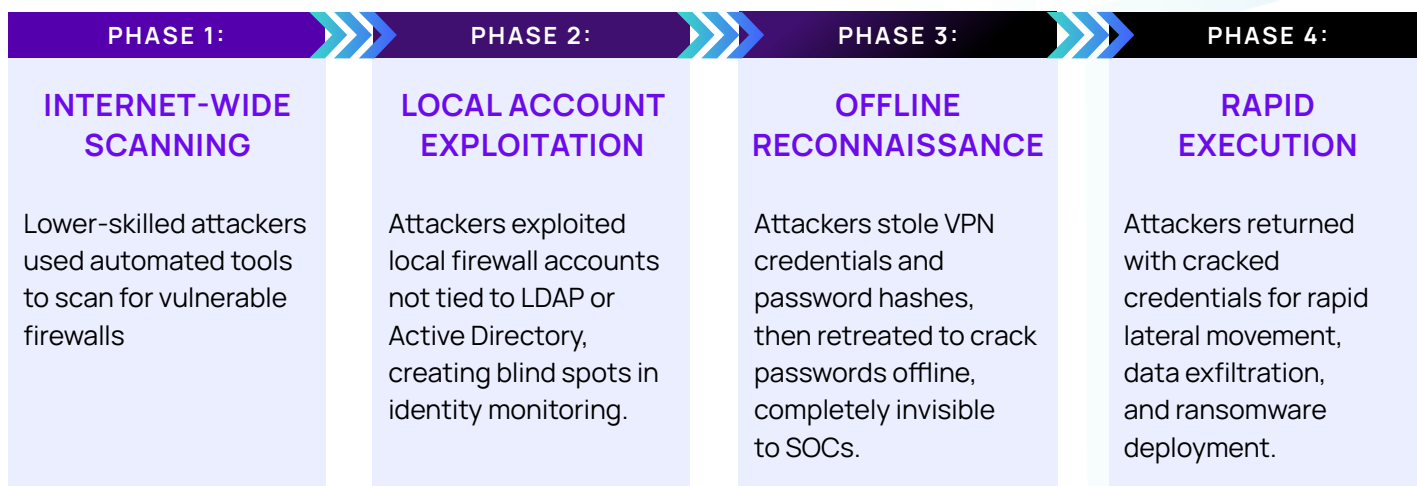 PHASE 1:
INTERNET-WIDE
SCANNING
Lower-skilled attackers
used automated tools
to scan for vulnerable
firewalls
PHASE 2:
LOCAL ACCOUNT
EXPLOITATION
Attackers exploited
local firewall accounts
not tied to LDAP or
Active Directory,
creating blind spots in
identity monitoring.
PHASE 3:
OFFLINE
RECONNAISSANCE
Attackers stole VPN
credentials and
password hashes,
then retreated to crack
passwords offline,
completely invisible
to SOCs.
PHASE 4:
RAPID
EXECUTION
Attackers returned
with cracked
credentials for rapid
lateral movement,
data exfiltration,
and ransomware
deployment.